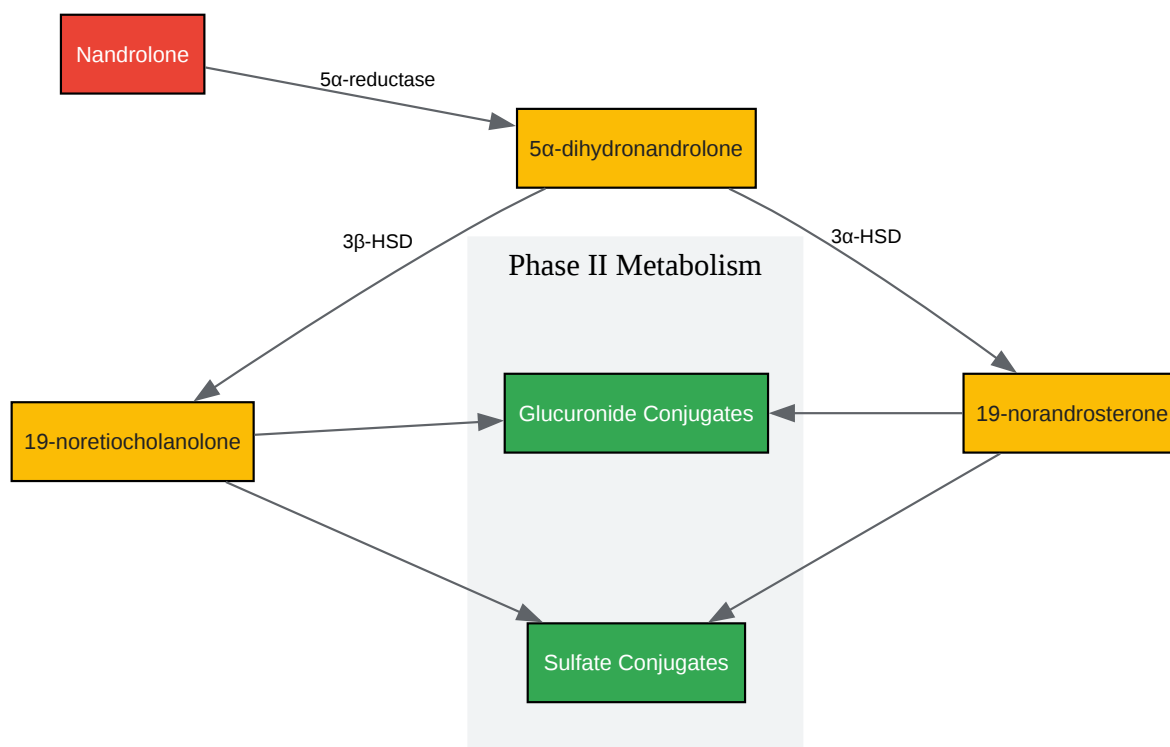 Nandrolone
5α-reductase
5α-dihydronandrolone
3β-HSD
3α-HSD
Phase II Metabolism
Glucuronide Conjugates
19-norandrosterone
19-noretiocholanolone
Sulfate Conjugates